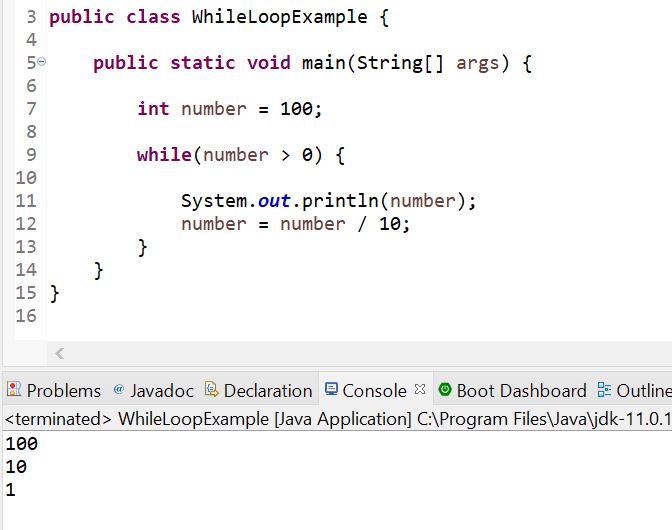 3 public class WhileLoopExample {
4
5 public static void main(String[] args) {
6
7 int number = 100;
8
9 while(number > 0) {
10
11 System.out.println(number);
12 number = number / 10;
13 }
14 }
15 }
16
Problems @ Javadoc Declaration Console Boot Dashboard Outline
<terminated> WhileLoopExample [Java Application] C:\Program Files\Java\jdk-11.0.1
100
10
1